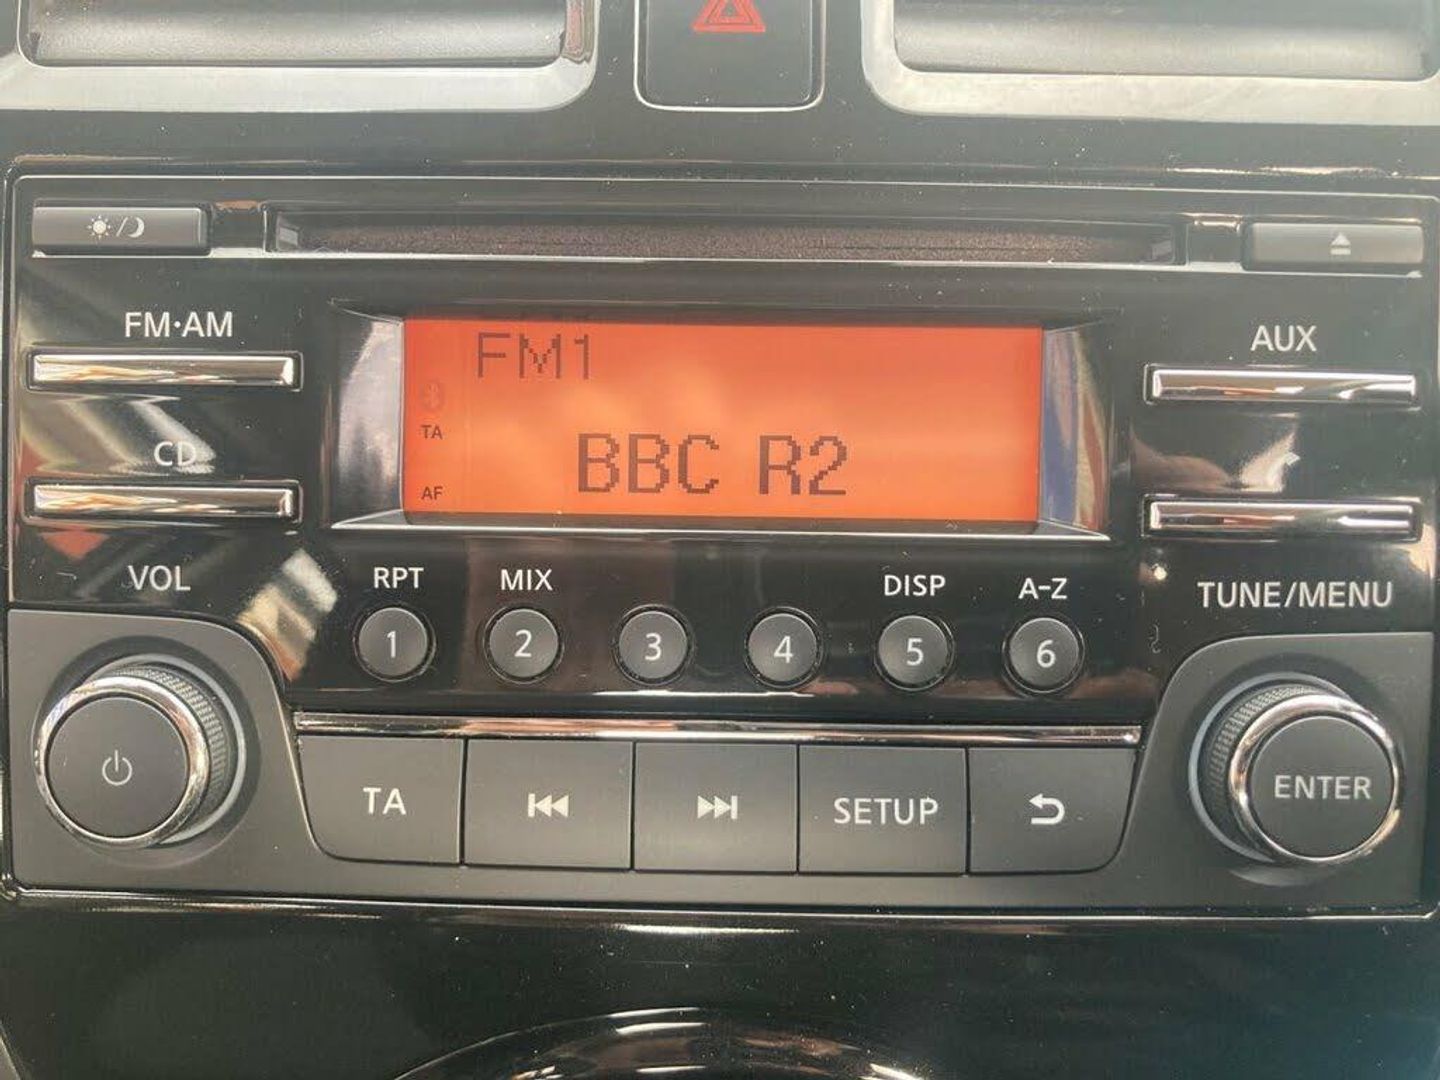 FM·AM
AUX
FM1
TA
BBC R2
AF
CD
VOL
RPT
MIX
DISP
A-Z
TUNE/MENU
1
2
3
4
5
6
TA
SETUP
ENTER